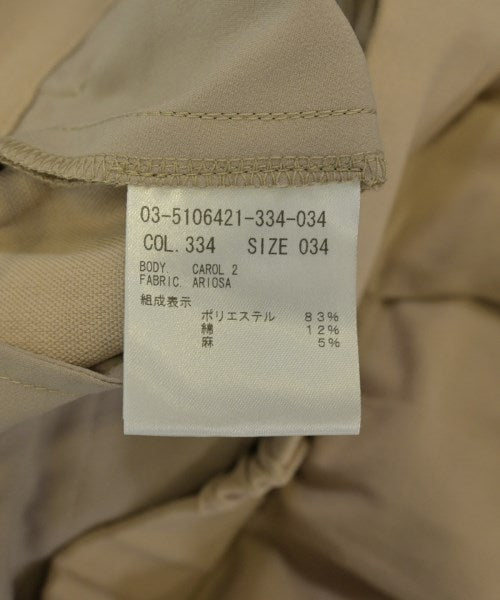 03-5106421-334-034
COL.334 SIZE 034
BODY CAROL 2
FABRIC ARIOSA
組成表示
ポリエステル 83%
綿 12%
麻 5%